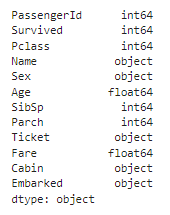 PassengerId      int64
Survived         int64
Pclass           int64
Name            object
Sex             object
Age            float64
SibSp            int64
Parch            int64
Ticket          object
Fare           float64
Cabin           object
Embarked        object
dtype: object